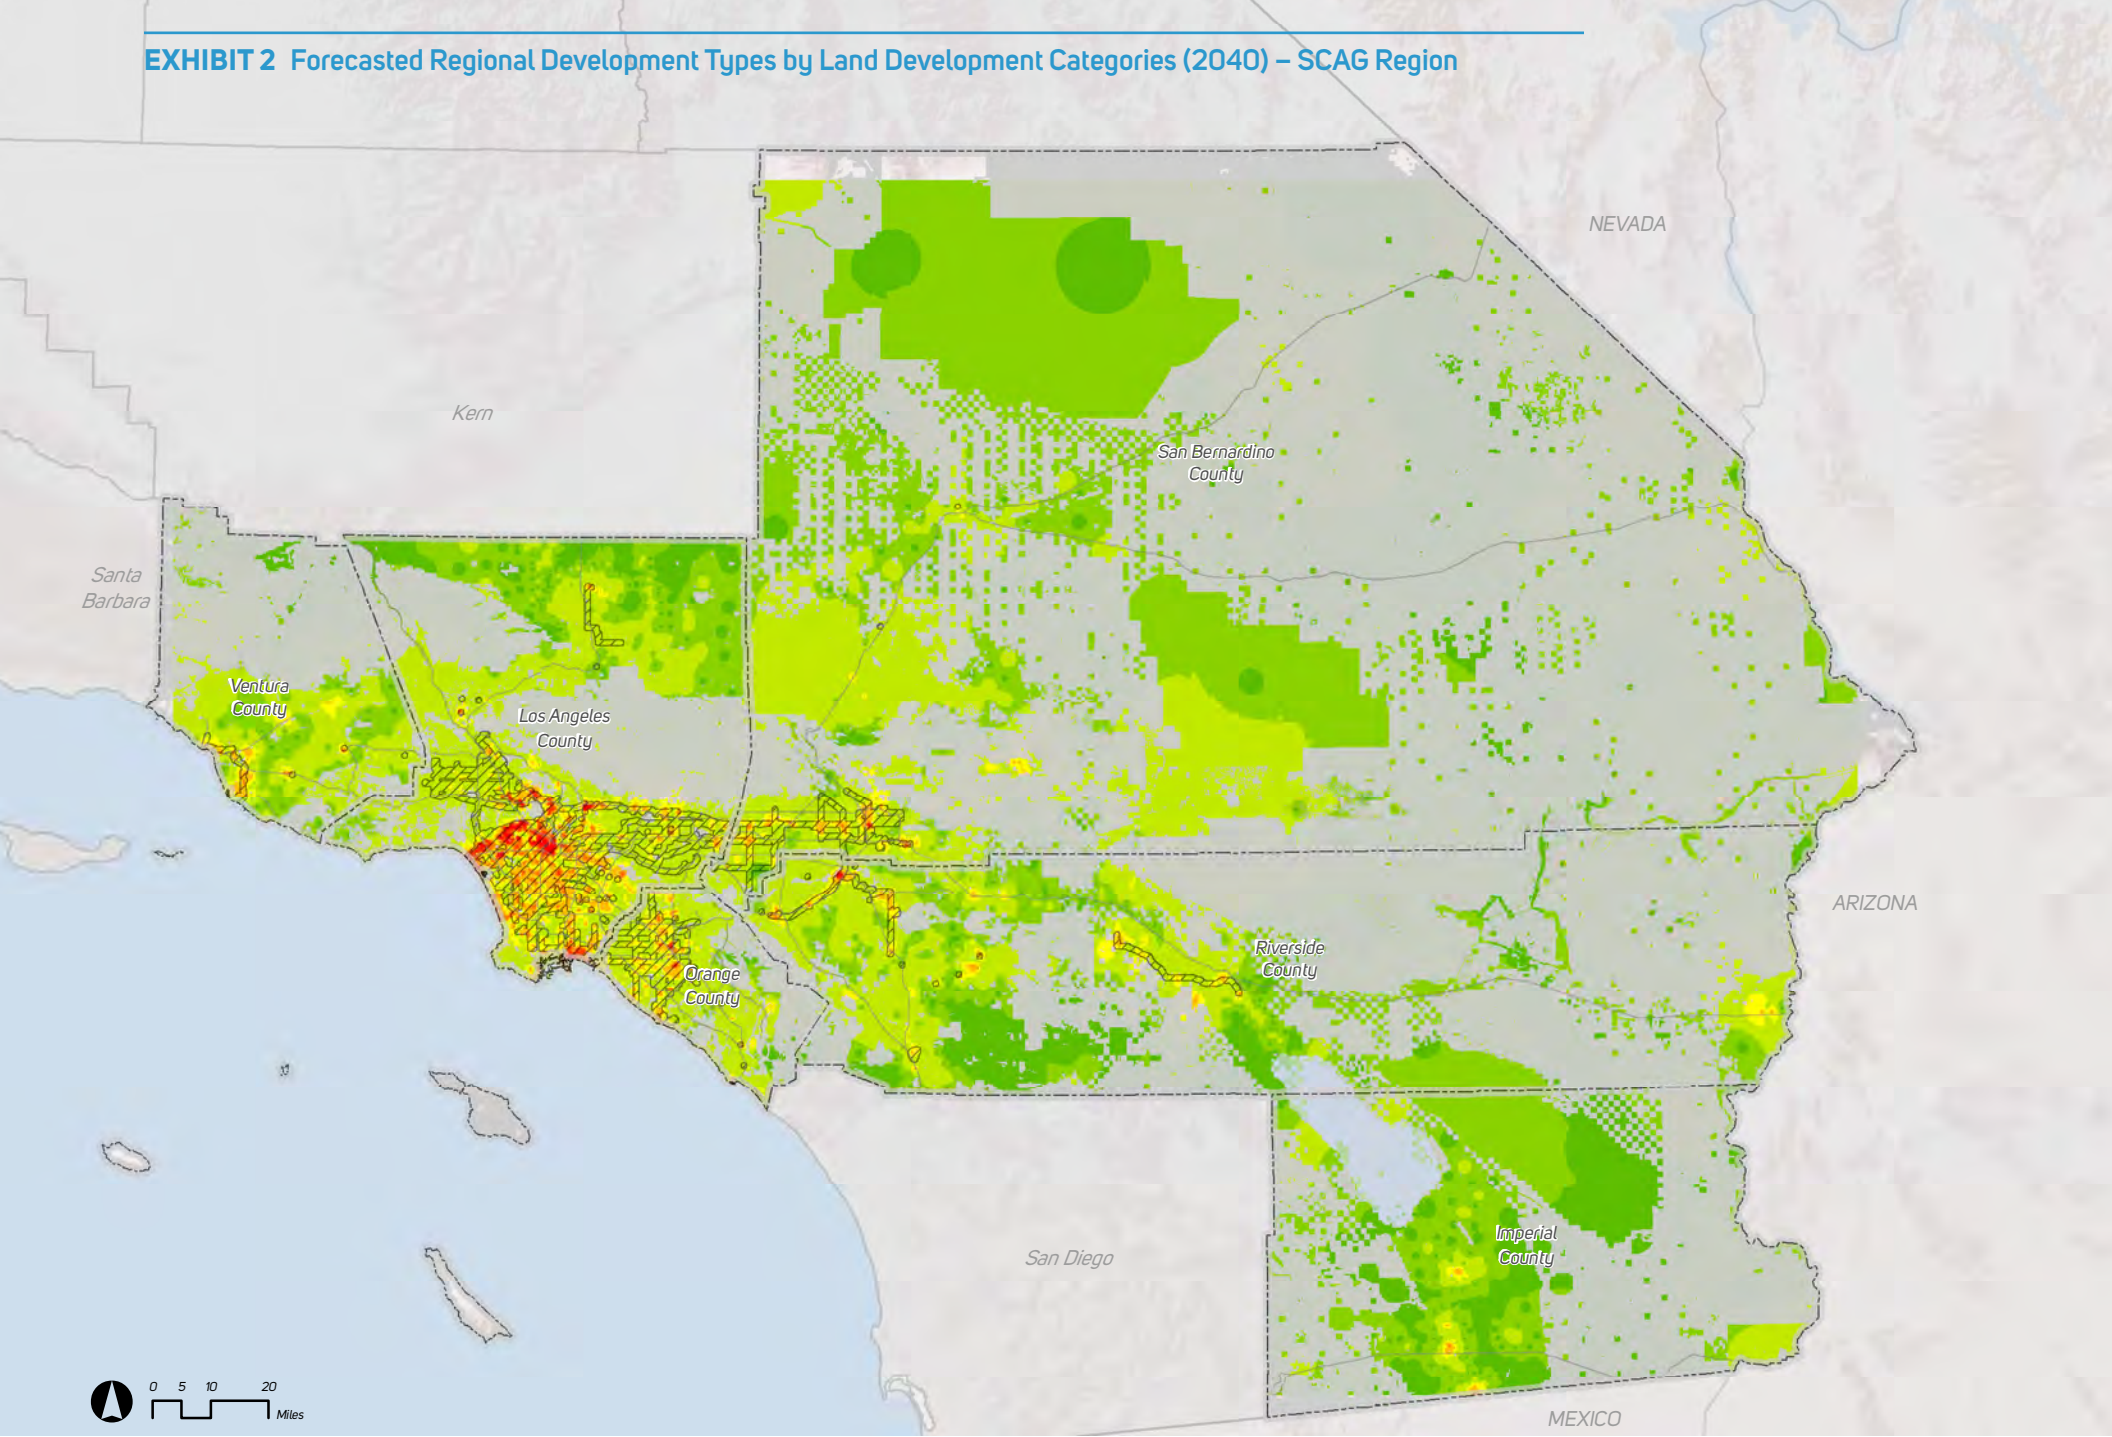 EXHIBIT 2 Forecasted Regional Development Types by Land Development Categories (2040) – SCAG Region
NEVADA
Kern
San Bernardino
County
Santa
Barbara
Ventura
County
Los Angeles
County
ARIZONA
Riverside
County
Orange
County
Imperial
County
San Diego
0 5 10 20
Miles
MEXICO